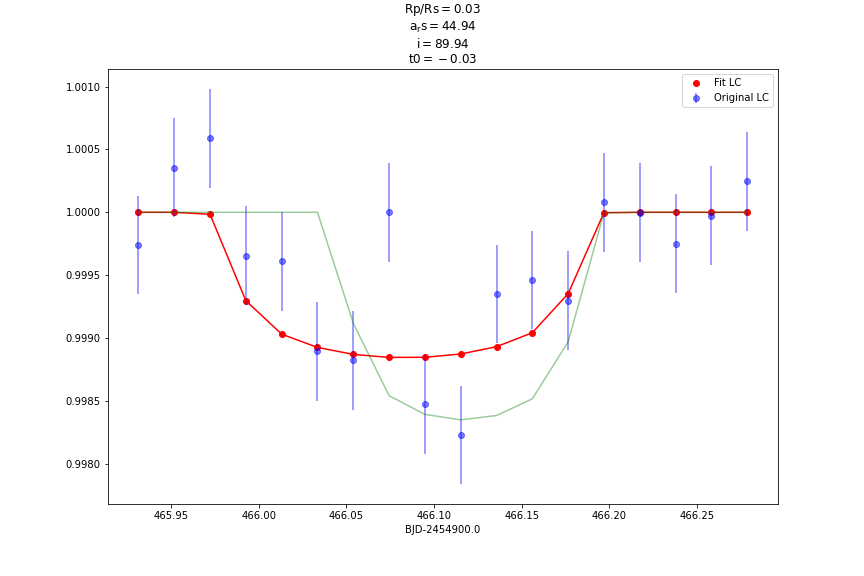 Rp/Rs = 0.03
aᵣs = 44.94
i = 89.94
t0 = −0.03
Fit LC
Original LC
1.0010
1.0005
1.0000
0.9995
0.9990
0.9985
0.9980
465.95 466.00 466.05 466.10 466.15 466.20 466.25
BJD-2454900.0